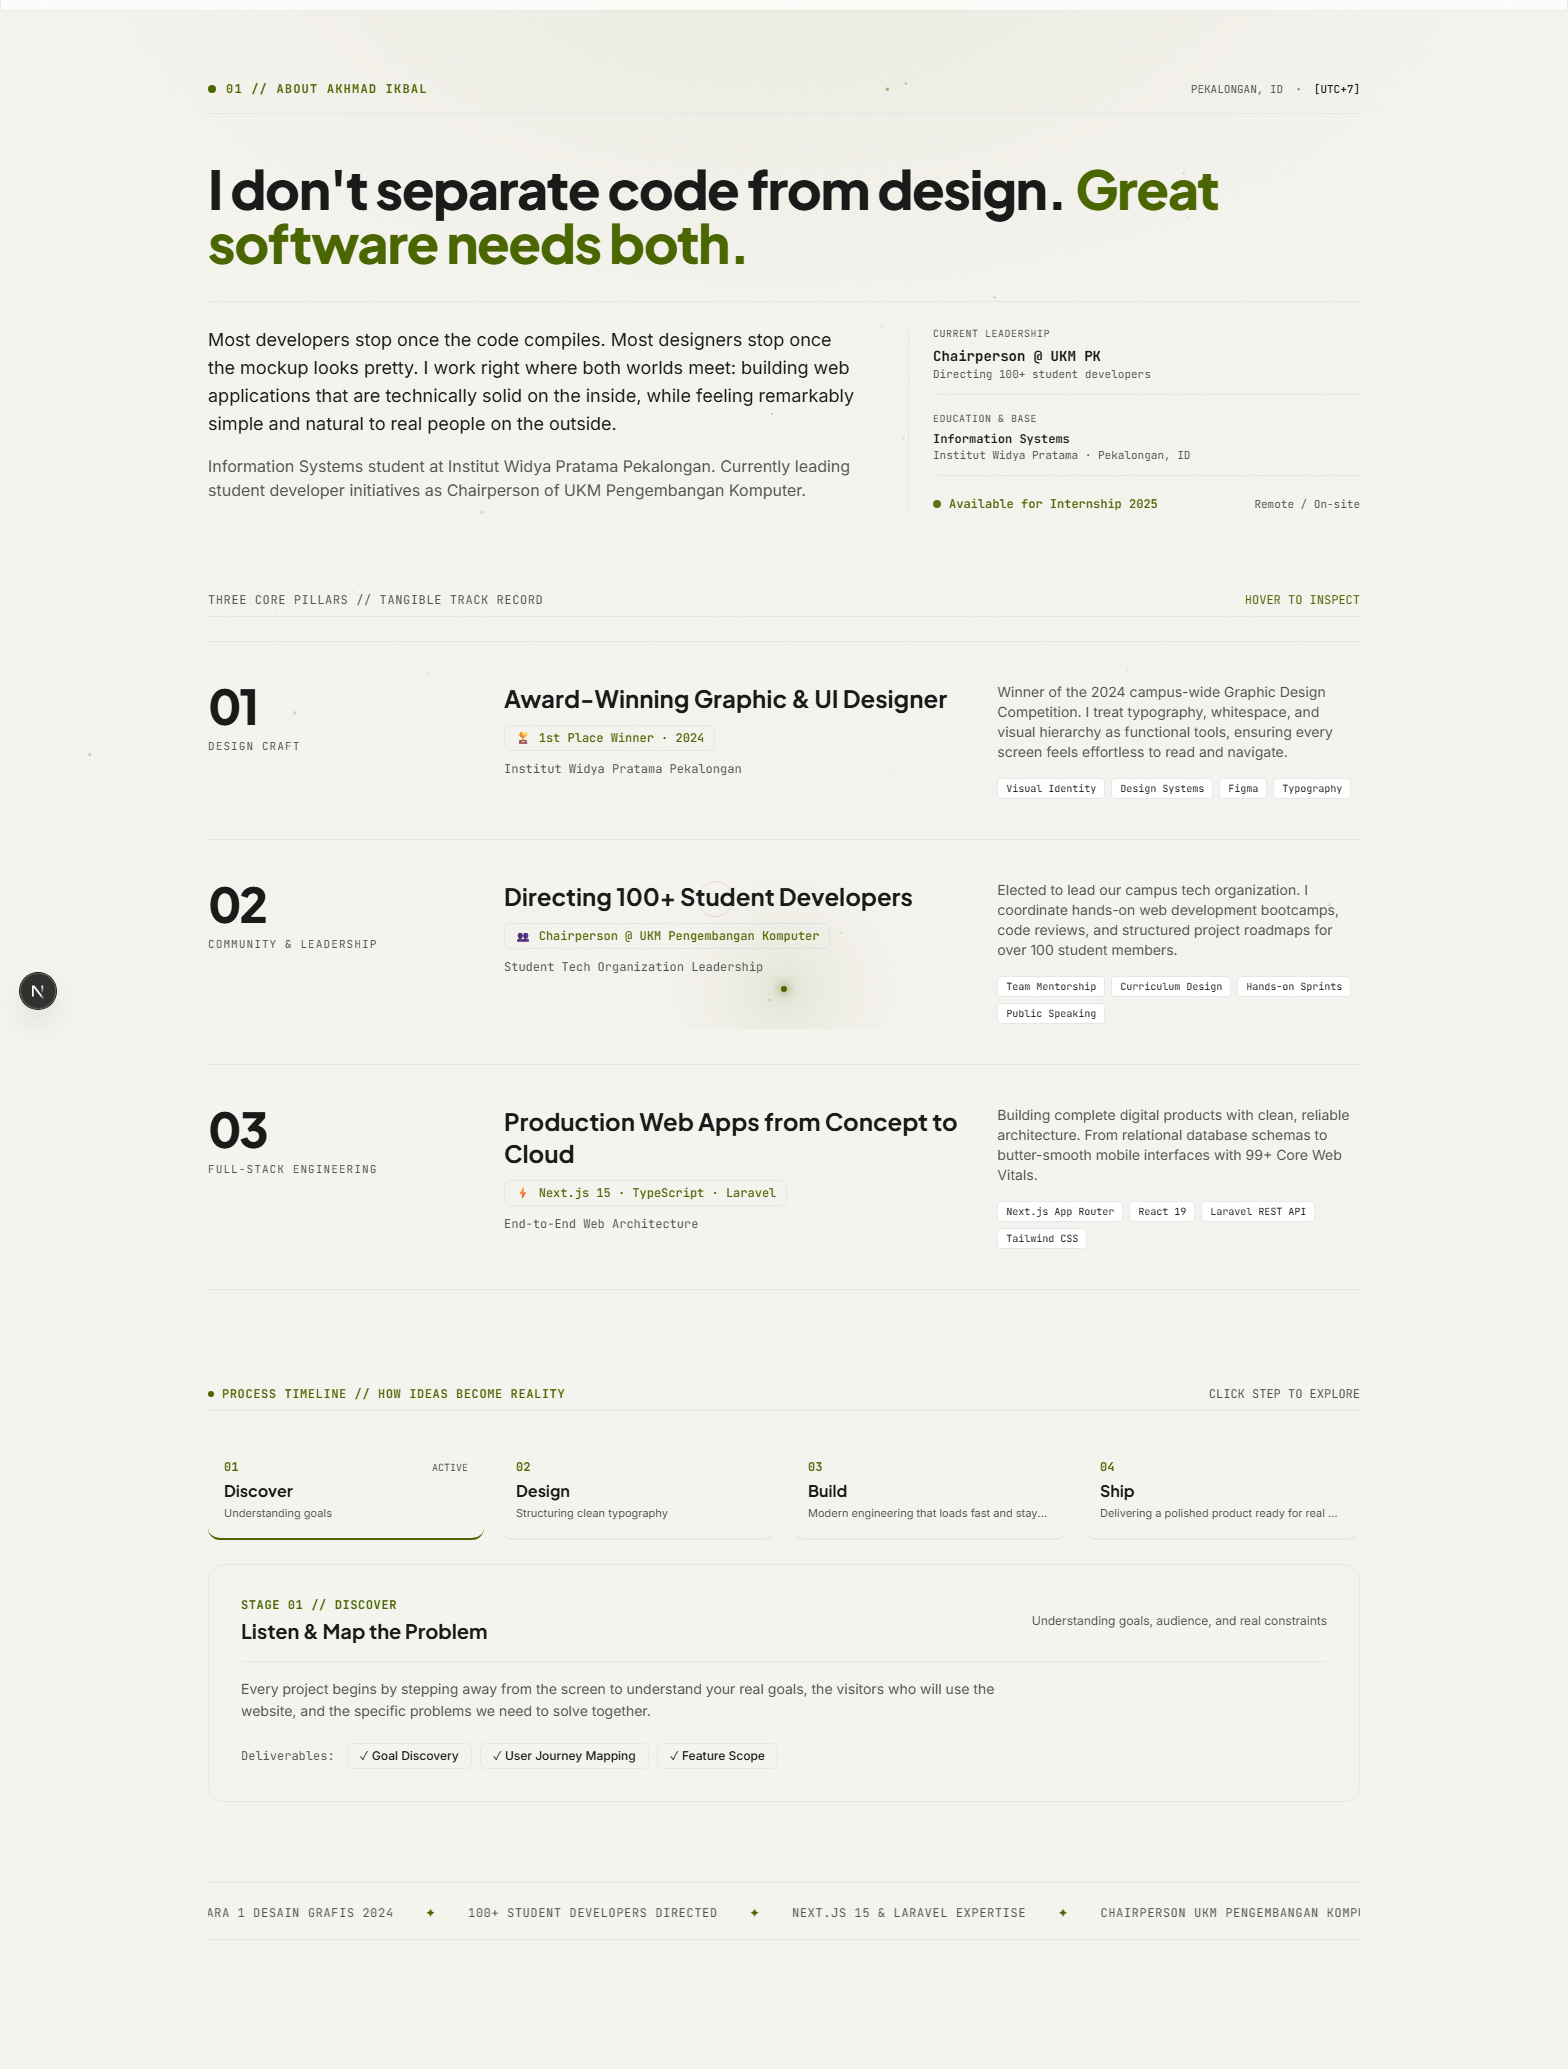 01 // ABOUT AKHMAD IKBAL
PEKALONGAN, ID · [UTC+7]
I don't separate code from design. Great
software needs both.
Most developers stop once the code compiles. Most designers stop once
the mockup looks pretty. I work right where both worlds meet: building web
applications that are technically solid on the inside, while feeling remarkably
simple and natural to real people on the outside.
Information Systems student at Institut Widya Pratama Pekalongan. Currently leading
student developer initiatives as Chairperson of UKM Pengembangan Komputer.
CURRENT LEADERSHIP
Chairperson @ UKM PK
Directing 100+ student developers
EDUCATION & BASE
Information Systems
Institut Widya Pratama · Pekalongan, ID
Available for Internship 2025
Remote / On-site
THREE CORE PILLARS // TANGIBLE TRACK RECORD
HOVER TO INSPECT
01
DESIGN CRAFT
Award-Winning Graphic & UI Designer
1st Place Winner · 2024
Institut Widya Pratama Pekalongan
Winner of the 2024 campus-wide Graphic Design
Competition. I treat typography, whitespace, and
visual hierarchy as functional tools, ensuring every
screen feels effortless to read and navigate.
Visual Identity
Design Systems
Figma
Typography
02
COMMUNITY & LEADERSHIP
Directing 100+ Student Developers
Chairperson @ UKM Pengembangan Komputer
Student Tech Organization Leadership
Elected to lead our campus tech organization. I
coordinate hands-on web development bootcamps,
code reviews, and structured project roadmaps for
over 100 student members.
Team Mentorship
Curriculum Design
Hands-on Sprints
Public Speaking
N
03
FULL-STACK ENGINEERING
Production Web Apps from Concept to
Cloud
Next.js 15 · TypeScript · Laravel
End-to-End Web Architecture
Building complete digital products with clean, reliable
architecture. From relational database schemas to
butter-smooth mobile interfaces with 99+ Core Web
Vitals.
Next.js App Router
React 19
Laravel REST API
Tailwind CSS
PROCESS TIMELINE // HOW IDEAS BECOME REALITY
CLICK STEP TO EXPLORE
01
ACTIVE
Discover
Understanding goals
02
Design
Structuring clean typography
03
Build
Modern engineering that loads fast and stay...
04
Ship
Delivering a polished product ready for real ...
STAGE 01 // DISCOVER
Listen & Map the Problem
Understanding goals, audience, and real constraints
Every project begins by stepping away from the screen to understand your real goals, the visitors who will use the
website, and the specific problems we need to solve together.
Deliverables:
✓ Goal Discovery
✓ User Journey Mapping
✓ Feature Scope
ARA 1 DESAIN GRAFIS 2024 ✦ 100+ STUDENT DEVELOPERS DIRECTED ✦ NEXT.JS 15 & LARAVEL EXPERTISE ✦ CHAIRPERSON UKM PENGEMBANGAN KOMPU